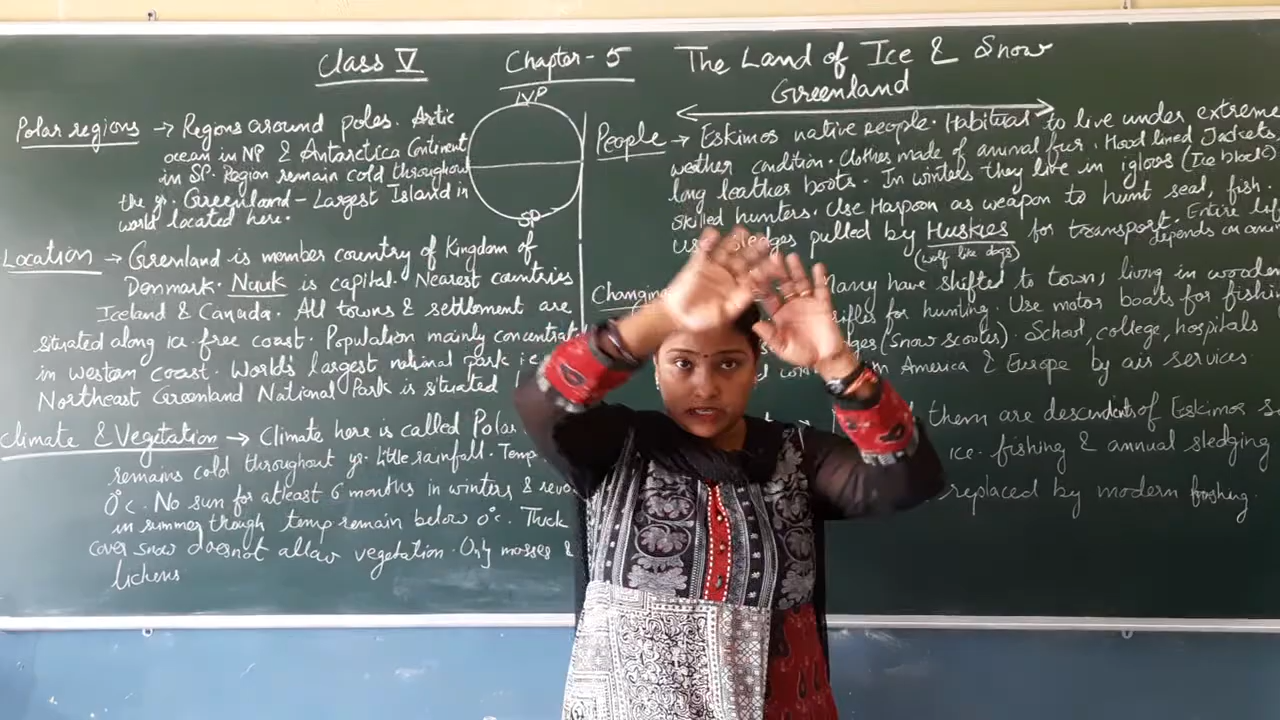 Class V
Chapter - 5
The Land of Ice & Snow
Greenland
NP
SP
Polar regions → Regions around poles. Artic
ocean in NP & Antarctica Continent
in SP. Region remain cold throughout
the yr. Greenland - Largest Island in
world located here.
Location → Greenland is member country of Kingdom of
Denmark. Nuuk is capital. Nearest countries
Iceland & Canada. All towns & settlement are
situated along ice-free coast. Population mainly concentrat
in western coast. World's largest national park i.e
Northeast Greenland National Park is situated
Climate & Vegetation → Climate here is called Polar
remains cold throughout yr. Little rainfall. Temp.
0°c. No sun for atleast 6 months in winters &
in summer though temp remain below 0°c. Thick
cover snow doesnot allow vegetation. Only mosses &
lichens
People → Eskimos native people. Habitual to live under extreme
weather condition. Clothes made of animal fur. Hood lined Jackets
long leather boots. In winters they live in igloos (Ice block)
skilled hunters. Use Harpoon as weapon to hunt seal, fish.
sledges pulled by Huskies for transport. Entire
(wolf like dogs) depends on
Changing Many have shifted to town, living in wooden
rifles for hunting. Use motor boats for
(Snow scooter). School, college, hospitals
America & Europe by air services
them are descendents of Eskimos
ice-fishing & annual sledging
replaced by modern fishing.